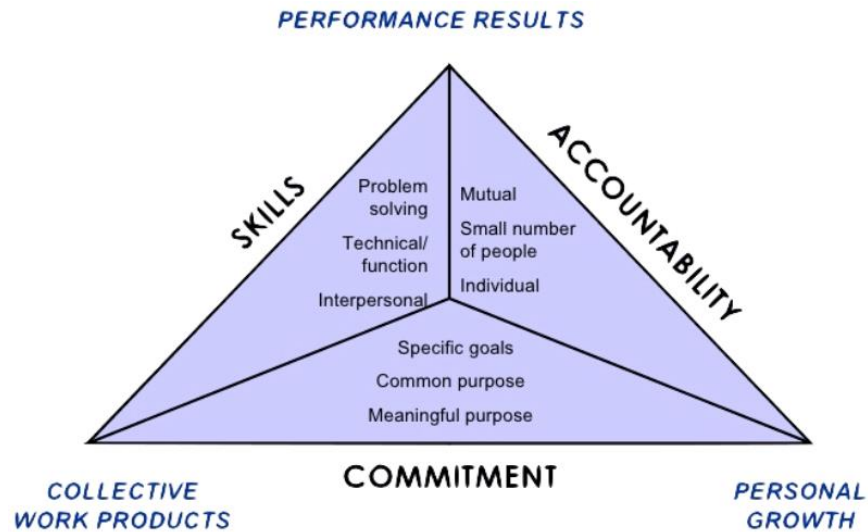 PERFORMANCE RESULTS
SKILLS
ACCOUNTABILITY
Problem
solving
Technical/
function
Interpersonal
Mutual
Small number
of people
Individual
Specific goals
Common purpose
Meaningful purpose
COMMITMENT
COLLECTIVE
WORK PRODUCTS
PERSONAL
GROWTH